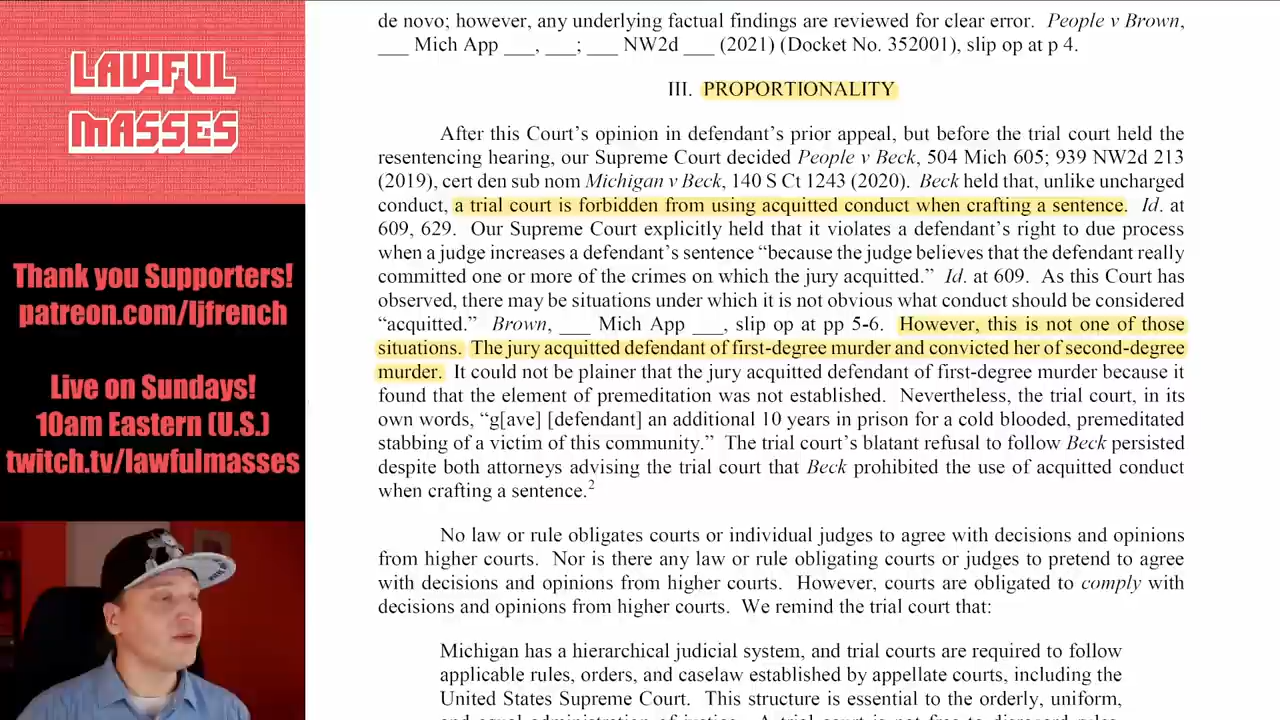 LAWFUL
MASSES
Thank you Supporters!
patreon.com/ljfrench
Live on Sundays!
10am Eastern (U.S.)
twitch.tv/lawfulmasses
de novo; however, any underlying factual findings are reviewed for clear error. People v Brown,
___ Mich App ___, __; ___ NW2d ___ (2021) (Docket No. 352001), slip op at p 4.
III. PROPORTIONALITY
After this Court’s opinion in defendant’s prior appeal, but before the trial court held the
resentencing hearing, our Supreme Court decided People v Beck, 504 Mich 605; 939 NW2d 213
(2019), cert den sub nom Michigan v Beck, 140 S Ct 1243 (2020). Beck held that, unlike uncharged
conduct, a trial court is forbidden from using acquitted conduct when crafting a sentence. Id. at
609, 629. Our Supreme Court explicitly held that it violates a defendant’s right to due process
when a judge increases a defendant’s sentence “because the judge believes that the defendant really
committed one or more of the crimes on which the jury acquitted.” Id. at 609. As this Court has
observed, there may be situations under which it is not obvious what conduct should be considered
“acquitted.” Brown, ___ Mich App ___, slip op at pp 5-6. However, this is not one of those
situations. The jury acquitted defendant of first-degree murder and convicted her of second-degree
murder. It could not be plainer that the jury acquitted defendant of first-degree murder because it
found that the element of premeditation was not established. Nevertheless, the trial court, in its
own words, “g[ave] [defendant] an additional 10 years in prison for a cold blooded, premeditated
stabbing of a victim of this community.” The trial court’s blatant refusal to follow Beck persisted
despite both attorneys advising the trial court that Beck prohibited the use of acquitted conduct
when crafting a sentence.2
No law or rule obligates courts or individual judges to agree with decisions and opinions
from higher courts. Nor is there any law or rule obligating courts or judges to pretend to agree
with decisions and opinions from higher courts. However, courts are obligated to comply with
decisions and opinions from higher courts. We remind the trial court that:
Michigan has a hierarchical judicial system, and trial courts are required to follow
applicable rules, orders, and caselaw established by appellate courts, including the
United States Supreme Court. This structure is essential to the orderly, uniform,
and equal administration of justice. A trial court is not free to disregard rules